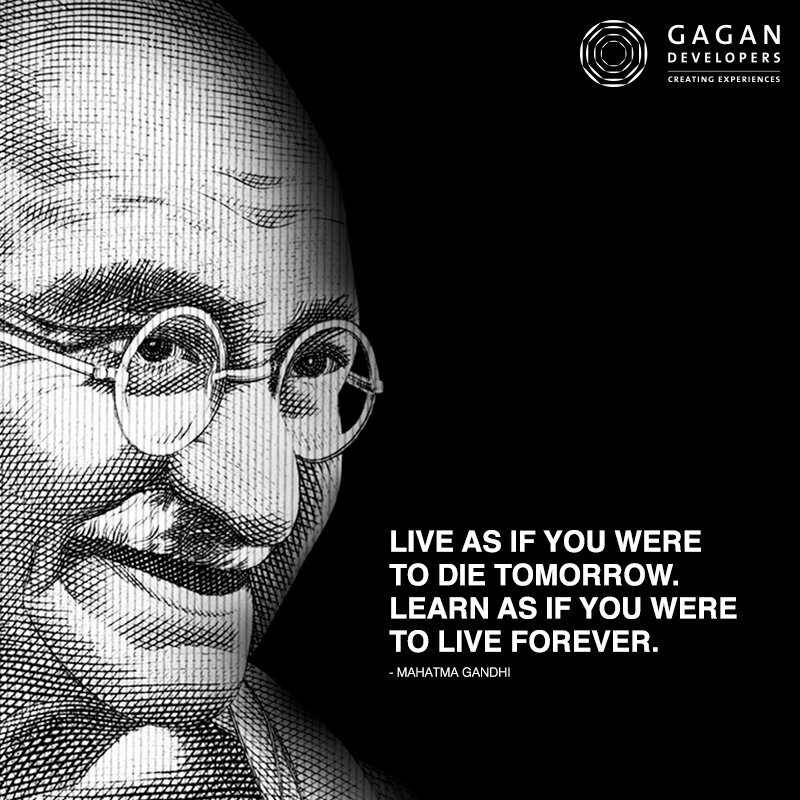 GAGAN
DEVELOPERS
CREATING EXPERIENCES
LIVE AS IF YOU WERE
TO DIE TOMORROW.
LEARN AS IF YOU WERE
TO LIVE FOREVER.
- MAHATMA GANDHI